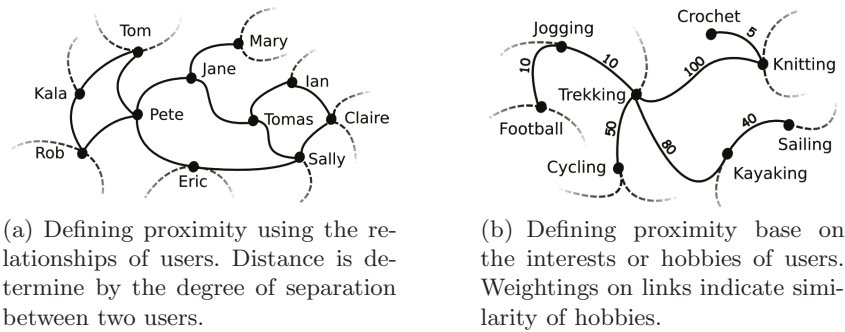 Tom
Mary
Jane
Ian
Kala
Pete
Tomas
Claire
Rob
Eric
Sally
Crochet
Jogging
5
10
10
100
Knitting
Trekking
Football
50
40
80
Sailing
Cycling
Kayaking
(a) Defining proximity using the re-
lationships of users. Distance is de-
termine by the degree of separation
between two users.
(b) Defining proximity base on
the interests or hobbies of users.
Weightings on links indicate simi-
larity of hobbies.